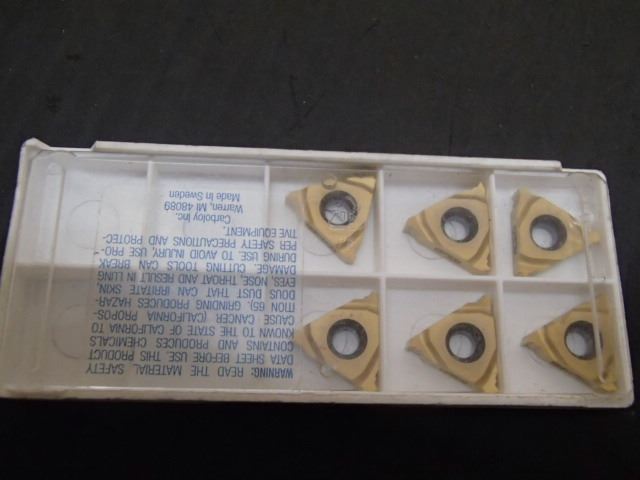 WARNING: READ THE MATERIAL SAFETY
DATA SHEET BEFORE USE. THIS PRODUCT
CONTAINS AND PRODUCES CHEMICALS
KNOWN TO THE STATE OF CALIFORNIA TO
CAUSE CANCER (CALIFORNIA PROPOS-
ITION 65). GRINDING PRODUCES HAZAR-
DOUS DUST THAT CAN IRRITATE SKIN,
EYES, NOSE, THROAT AND RESULT IN LUNG
DAMAGE. CUTTING TOOLS CAN BREAK
DURING USE TO AVOID INJURY, USE PRO-
PER SAFETY PRECAUTIONS AND PROTEC-
TIVE EQUIPMENT.
Carboloy Inc.
Warren, MI 48089
Made In Sweden